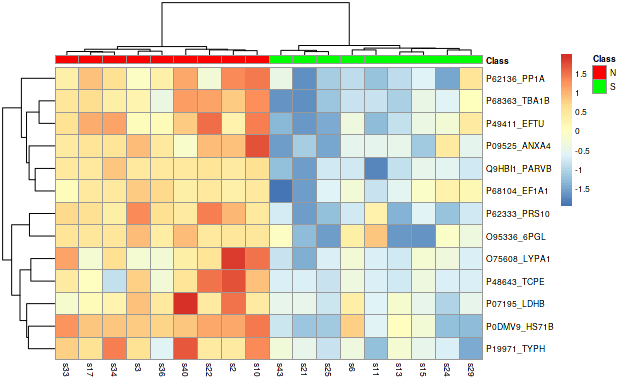 Class
Class
N
S
1.5
1
0.5
0
-0.5
-1
-1.5
P62136_PP1A
P68363_TBA1B
P49411_EFTU
P09525_ANXA4
Q9HBI1_PARVB
P68104_EF1A1
P62333_PRS10
O95336_6PGL
O75608_LYPA1
P48643_TCPE
P07195_LDHB
P0DMV9_HS71B
P19971_TYPH
s33 s17 s34 s3 s36 s40 s22 s2 s10 s43 s21 s25 s6 s11 s13 s15 s24 s29